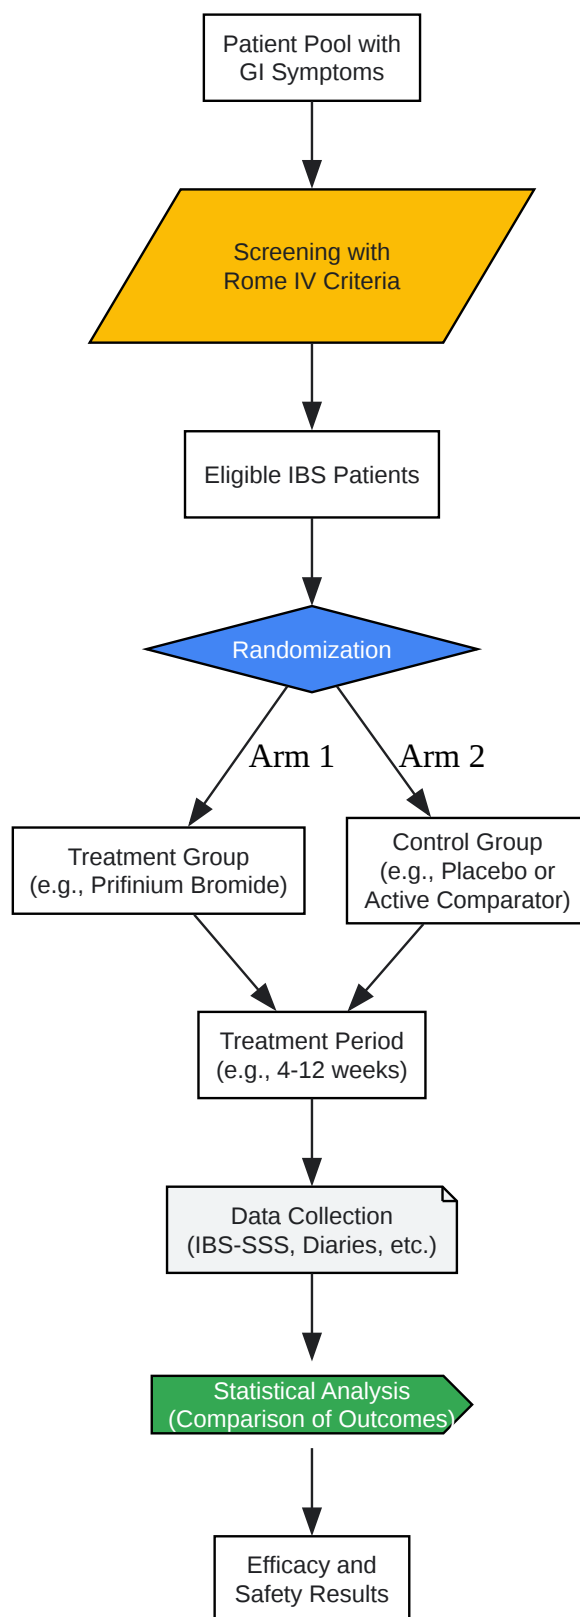 Patient Pool with
GI Symptoms
Screening with
Rome IV Criteria
Eligible IBS Patients
Randomization
Arm 1
Arm 2
Treatment Group
(e.g., Prifinium Bromide)
Control Group
(e.g., Placebo or
Active Comparator)
Treatment Period
(e.g., 4-12 weeks)
Data Collection
(IBS-SSS, Diaries, etc.)
Statistical Analysis
(Comparison of Outcomes)
Efficacy and
Safety Results